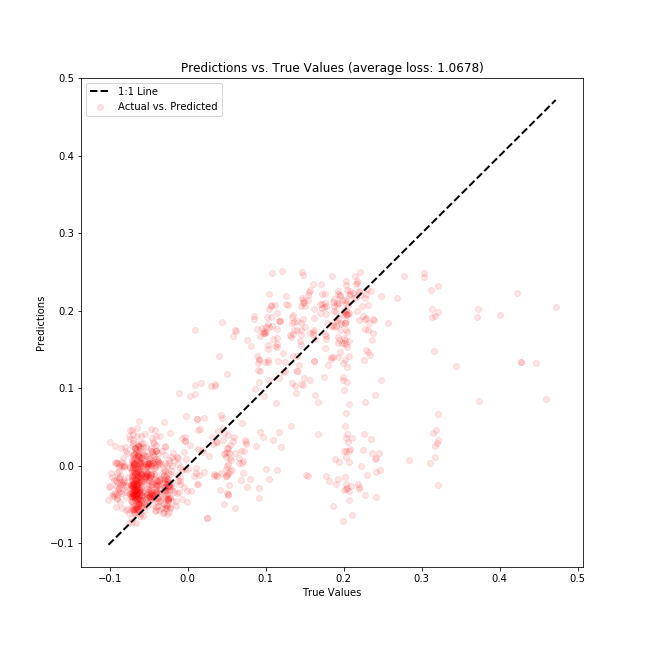 Predictions vs. True Values (average loss: 1.0678)
0.5
1:1 Line
Actual vs. Predicted
0.4
0.3
0.2
0.1
0.0
−0.1
Predictions
−0.1 0.0 0.1 0.2 0.3 0.4 0.5
True Values